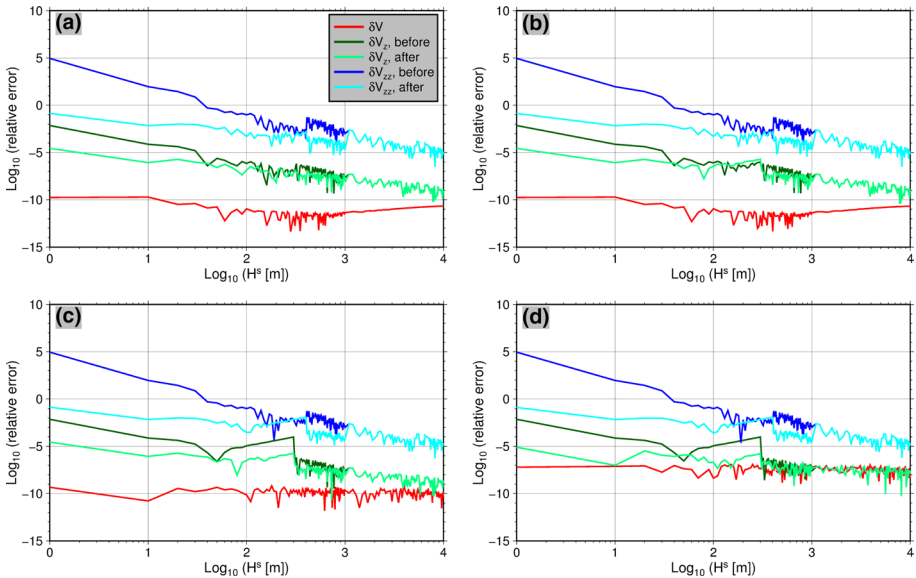 (a)
δV
δVz, before
δVz, after
δVzz, before
δVzz, after
10
5
0
−5
−10
−15
Log10 (relative error)
0 1 2 3 4
Log10 (Hs [m])
(b)
10
5
0
−5
−10
−15
Log10 (relative error)
0 1 2 3 4
Log10 (Hs [m])
(c)
10
5
0
−5
−10
−15
Log10 (relative error)
0 1 2 3 4
Log10 (Hs [m])
(d)
10
5
0
−5
−10
−15
Log10 (relative error)
0 1 2 3 4
Log10 (Hs [m])